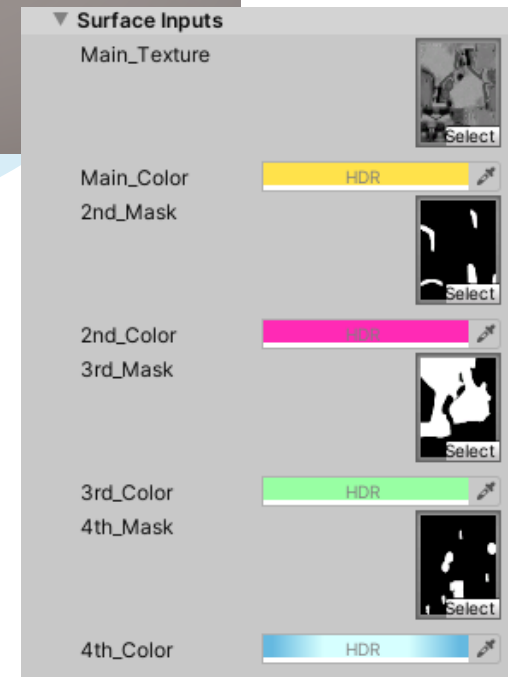 Surface Inputs
Main_Texture
Select
Main_Color HDR
2nd_Mask
Select
2nd_Color HDR
3rd_Mask
Select
3rd_Color HDR
4th_Mask
Select
4th_Color HDR